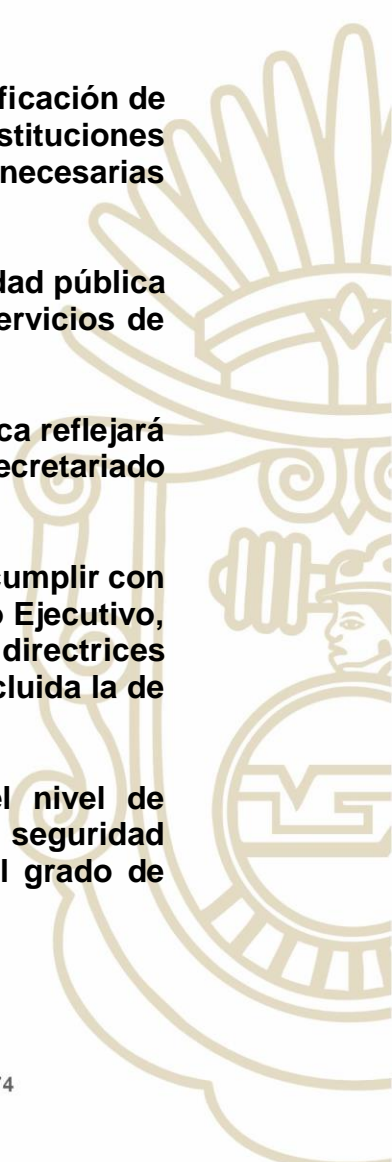 ficación de
stituciones
necesarias
dad pública
ervicios de
ca reflejará
ecretariado
cumplir con
o Ejecutivo,
directrices
cluida la de
el nivel de
seguridad
l grado de
74